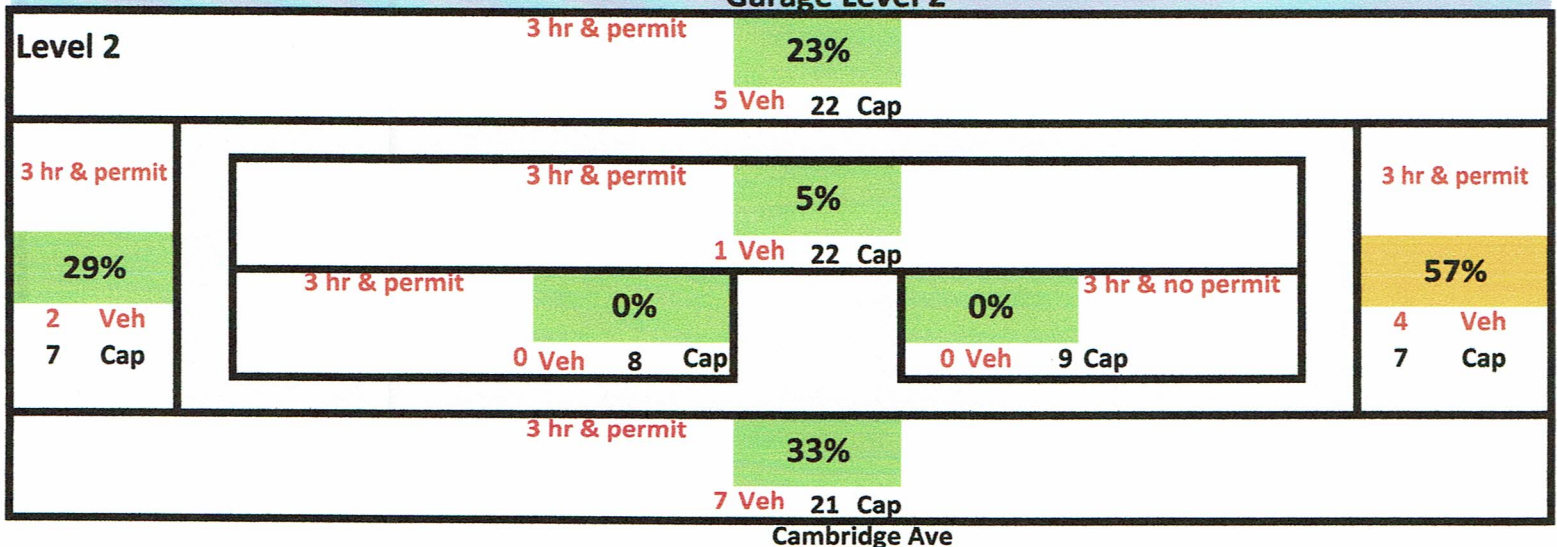 Garage Level 2
Level 2
3 hr & permit
23%
5 Veh 22 Cap
3 hr & permit
29%
2 Veh
7 Cap
3 hr & permit
5%
1 Veh 22 Cap
3 hr & permit
0%
0 Veh 8 Cap
0%
3 hr & no permit
0 Veh 9 Cap
3 hr & permit
57%
4 Veh
7 Cap
3 hr & permit
33%
7 Veh 21 Cap
Cambridge Ave